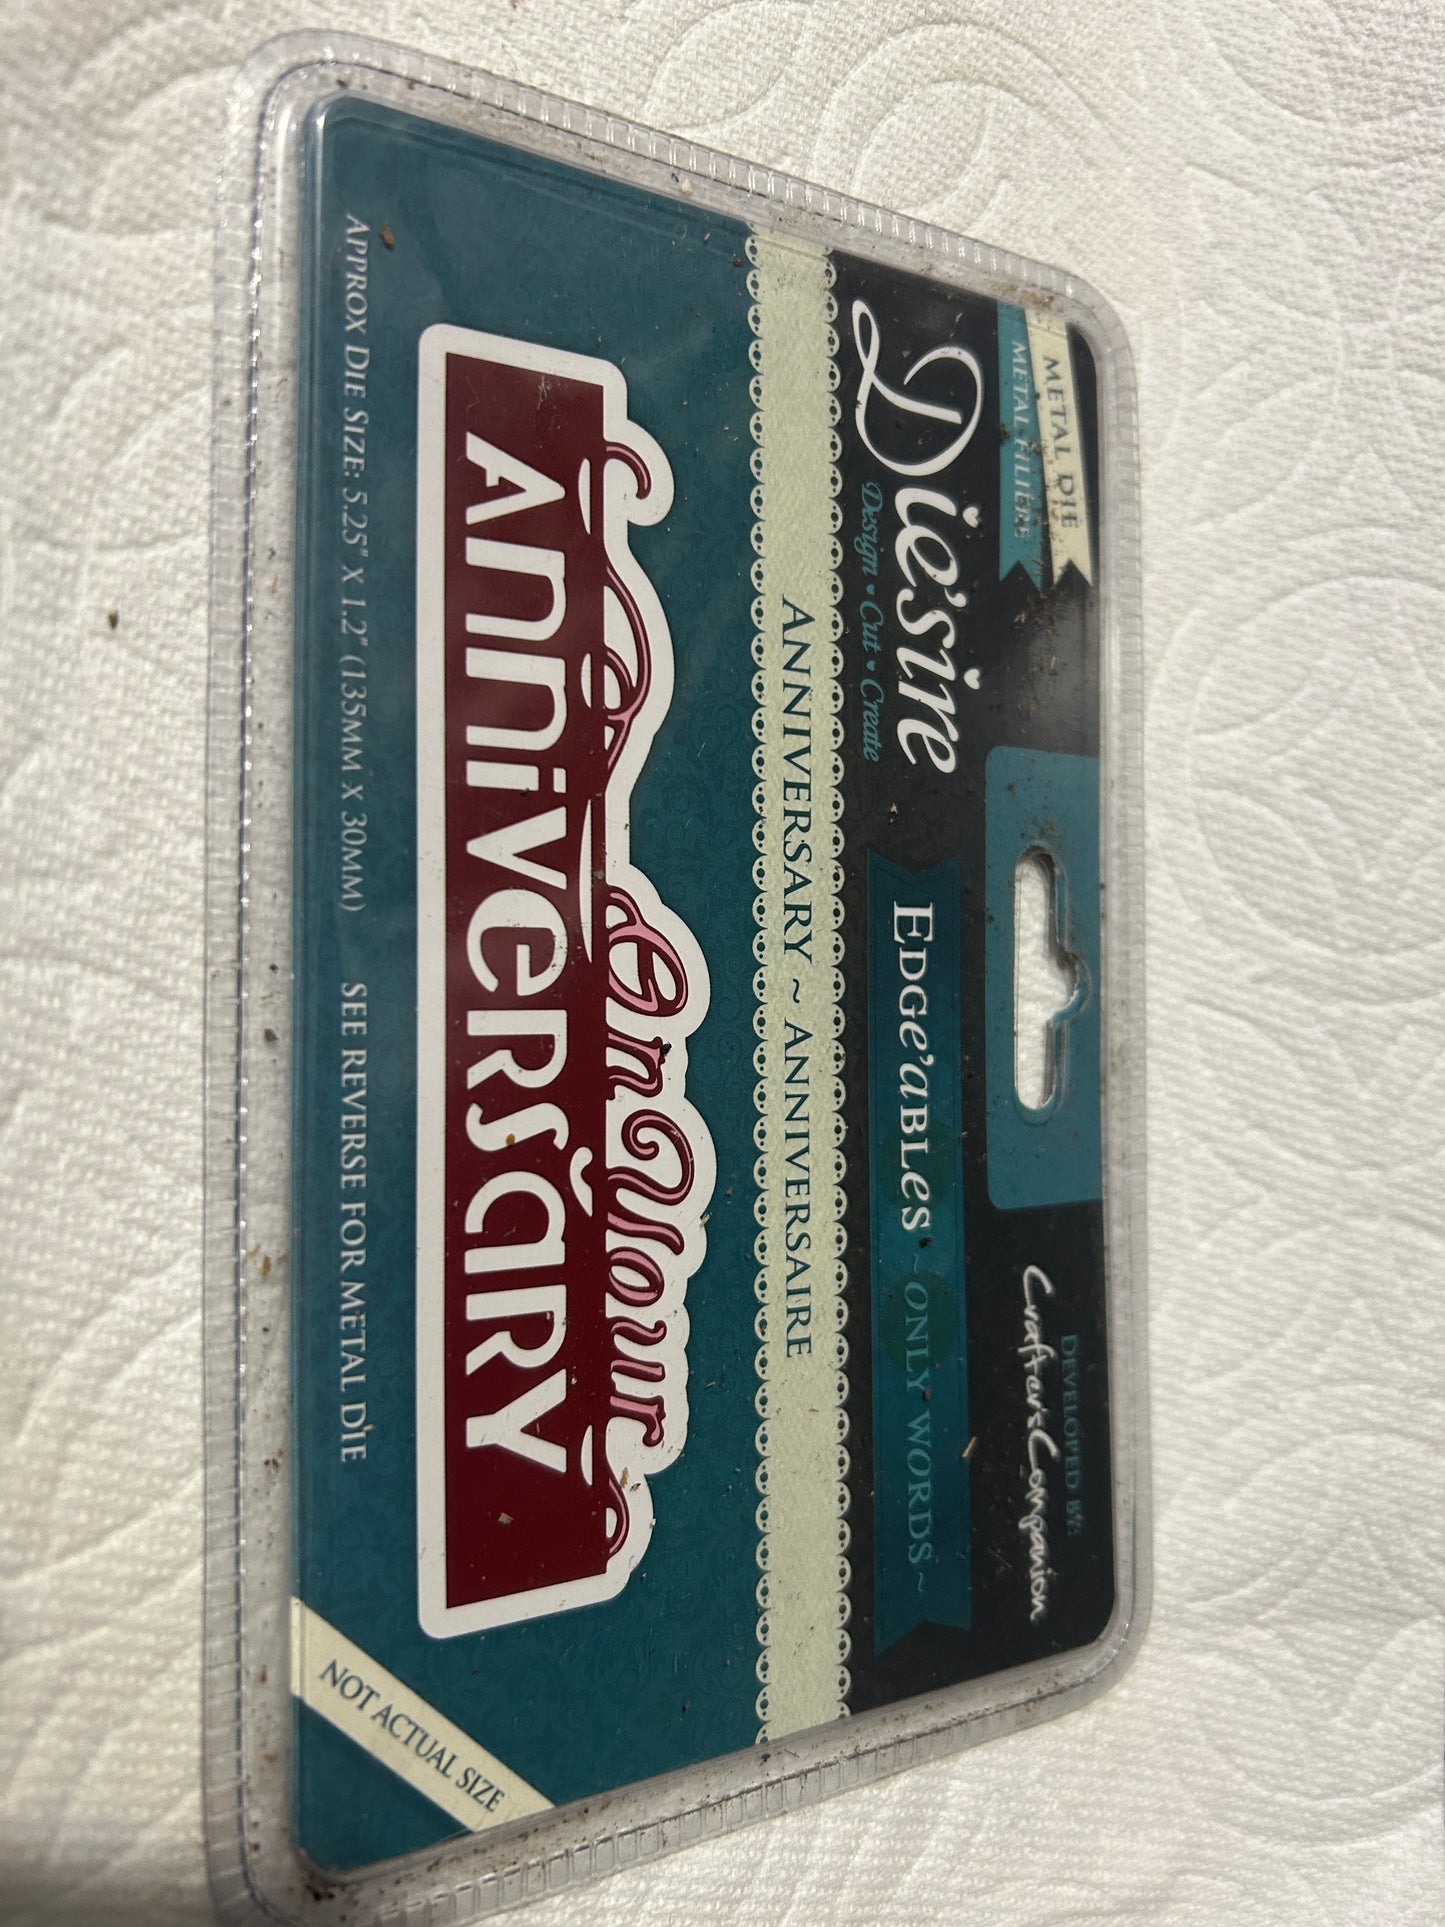 METAL DIE
METAL FILIERE
DEVELOPED BY:
Crafter's Companion
Die'sire
Design • Cut • Create
EDGE'ABLES ~ ONLY WORDS ~
ANNIVERSARY ~ ANNIVERSAIRE
On Your
ANNIVERSARY
APPROX DIE SIZE: 5.25" X 1.2" (135MM X 30MM)
SEE REVERSE FOR METAL DIE
NOT ACTUAL SIZE